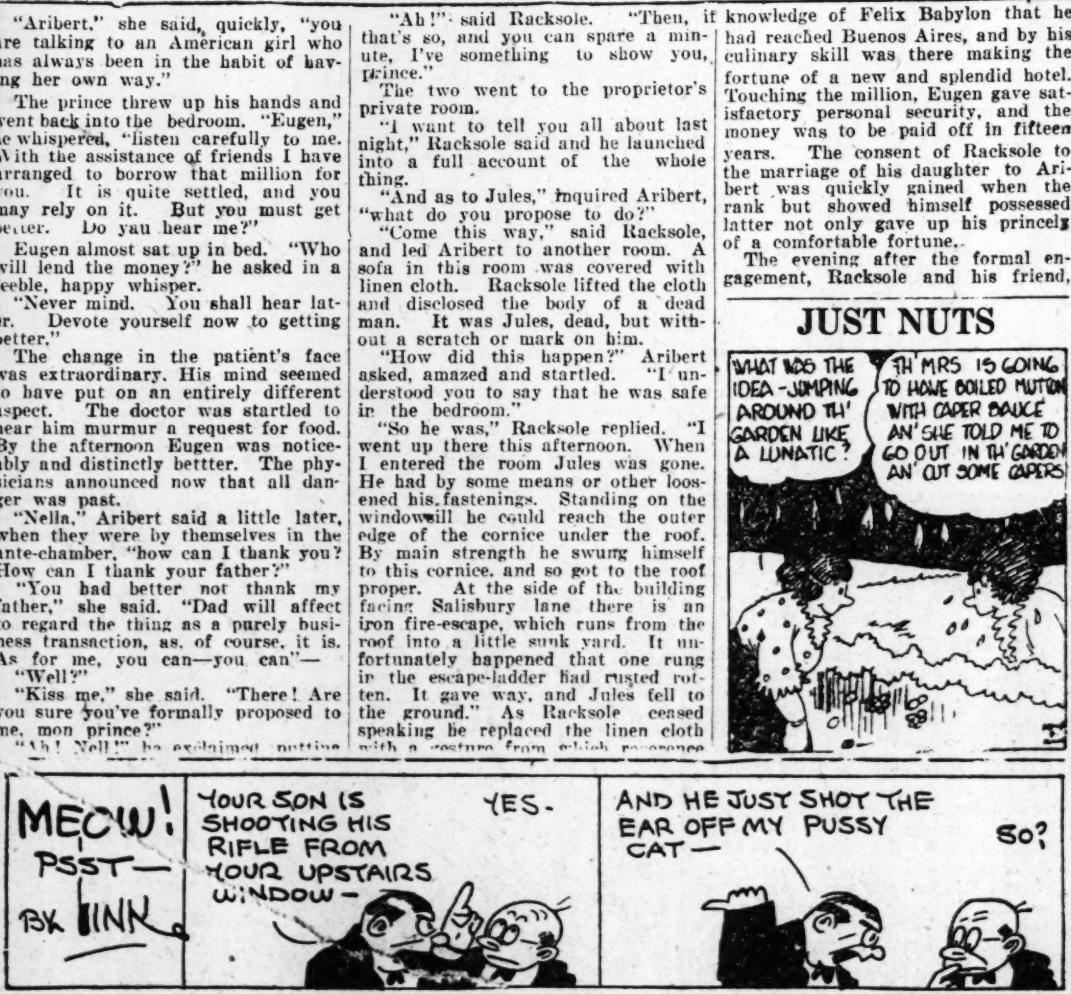 "Aribert," she said, quickly, "you
re talking to an American girl who
as always been in the habit of hav-
ng her own way."
The prince threw up his hands and
vent back into the bedroom. "Eugen,"
e whispered, "listen carefully to me.
With the assistance of friends I have
rranged to borrow that million for
ou. It is quite settled, and you
may rely on it. But you must get
better. Do yau hear me?"
Eugen almost sat up in bed. "Who
vill lend the money?" he asked in a
eeble, happy whisper.
"Never mind. You shall hear lat-
r. Devote yourself now to getting
etter."
The change in the patient's face
was extraordinary. His mind seemed
o have put on an entirely different
spect. The doctor was startled to
hear him murmur a request for food.
By the afternoon Eugen was notice-
bly and distinctly bettter. The phy-
sicians announced now that all dan-
ger was past.
"Nella," Aribert said a little later,
when they were by themselves in the
ante-chamber, "how can I thank you?
How can I thank your father?"
"You had better not thank my
father," she said. "Dad will affect
to regard the thing as a purely busi-
ness transaction, as, of course, it is.
As for me, you can—you can"—
"Well?"
"Kiss me," she said. "There! Are
you sure you've formally proposed to
me, mon prince?"
"Ah! Nell!" he exclaimed putting
"Ah!" said Racksole. "Then, if
that's so, and you can spare a min-
ute, I've something to show you,
prince."
The two went to the proprietor's
private room.
"I want to tell you all about last
night," Racksole said and he launched
into a full account of the whole
thing.
"And as to Jules," inquired Aribert,
"what do you propose to do?"
"Come this way," said Racksole,
and led Aribert to another room. A
sofa in this room was covered with
linen cloth. Racksole lifted the cloth
and disclosed the body of a dead
man. It was Jules, dead, but with-
out a scratch or mark on him.
"How did this happen?" Aribert
asked, amazed and startled. "I un-
derstood you to say that he was safe
in the bedroom."
"So he was," Racksole replied. "I
went up there this afternoon. When
I entered the room Jules was gone.
He had by some means or other loos-
ened his fastenings. Standing on the
windowsill he could reach the outer
edge of the cornice under the roof.
By main strength he swung himself
to this cornice, and so got to the roof
proper. At the side of the building
facing Salisbury lane there is an
iron fire-escape, which runs from the
roof into a little sunk yard. It un-
fortunately happened that one rung
in the escape-ladder had rusted rot-
ten. It gave way, and Jules fell to
the ground." As Racksole ceased
speaking he replaced the linen cloth
with a gesture from which reverence
knowledge of Felix Babylon that he
had reached Buenos Aires, and by his
culinary skill was there making the
fortune of a new and splendid hotel.
Touching the million, Eugen gave sat-
isfactory personal security, and the
money was to be paid off in fifteen
years. The consent of Racksole to
the marriage of his daughter to Ari-
bert was quickly gained when the
rank but showed himself possessed
latter not only gave up his princely
of a comfortable fortune.
The evening after the formal en-
gagement, Racksole and his friend,
JUST NUTS
WHAT WAS THE
IDEA-JUMPING
AROUND TH'
GARDEN LIKE
A LUNATIC?
TH' MRS IS GOING
TO HAVE BOILED MUTTON
WITH CAPER SAUCE
AN' SHE TOLD ME TO
GO OUT IN TH' GARDEN
AN' CUT SOME CAPERS
MEOW!
PSST—
BY HINK
YOUR SON IS
SHOOTING HIS
RIFLE FROM
YOUR UPSTAIRS
WINDOW—
YES-
AND HE JUST SHOT THE
EAR OFF MY PUSSY
CAT—
SO?